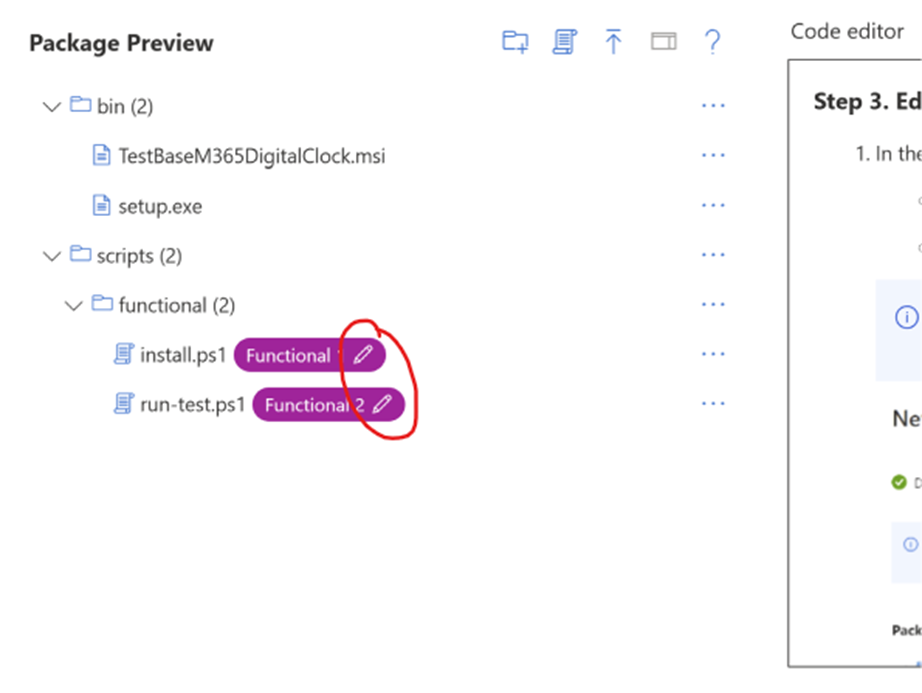 Package Preview
bin (2)
TestBaseM365DigitalClock.msi
setup.exe
scripts (2)
functional (2)
install.ps1 Functional
run-test.ps1 Functional 2
Code editor
Step 3. Ed
1. In the
Ne
Pack